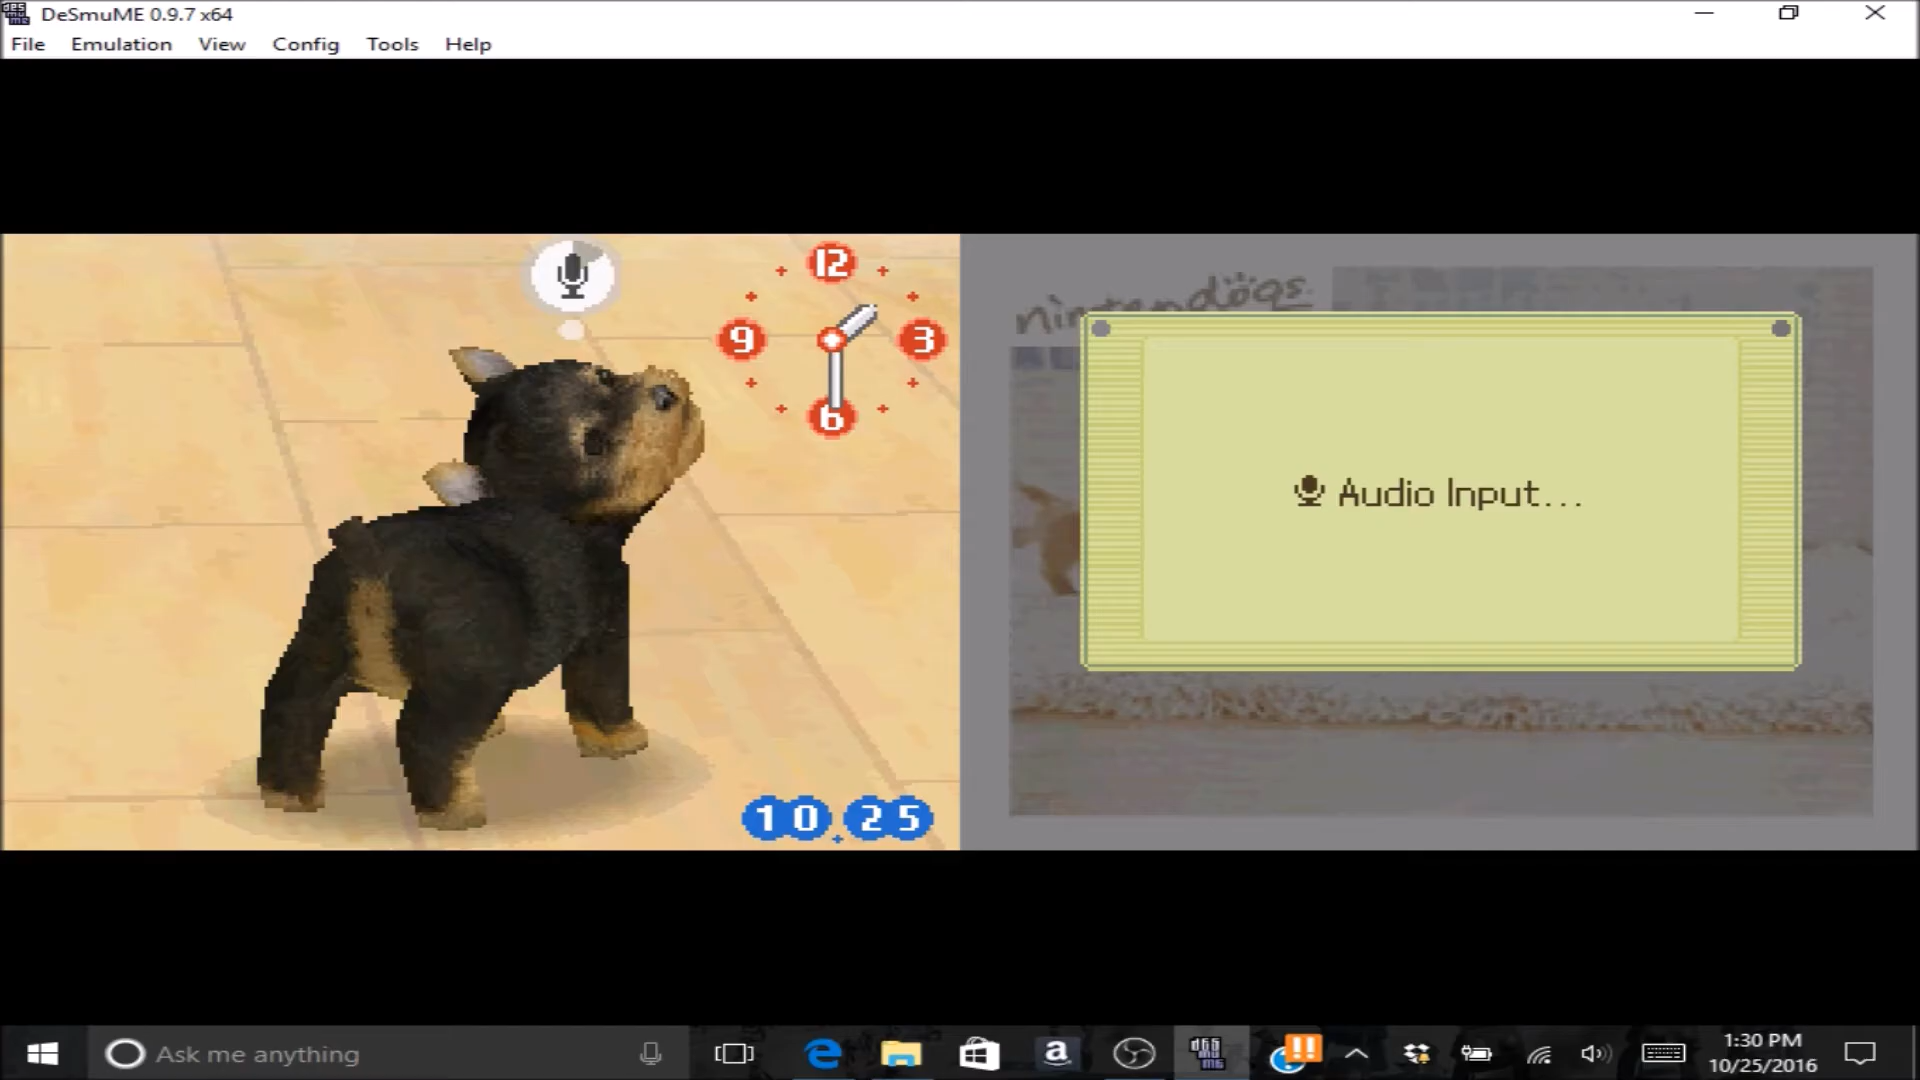 DeSmuME 0.9.7 x64
File Emulation View Config Tools Help
12
9
3
6
10.25
nintendogs
Audio Input...
Ask me anything
1:30 PM
10/25/2016